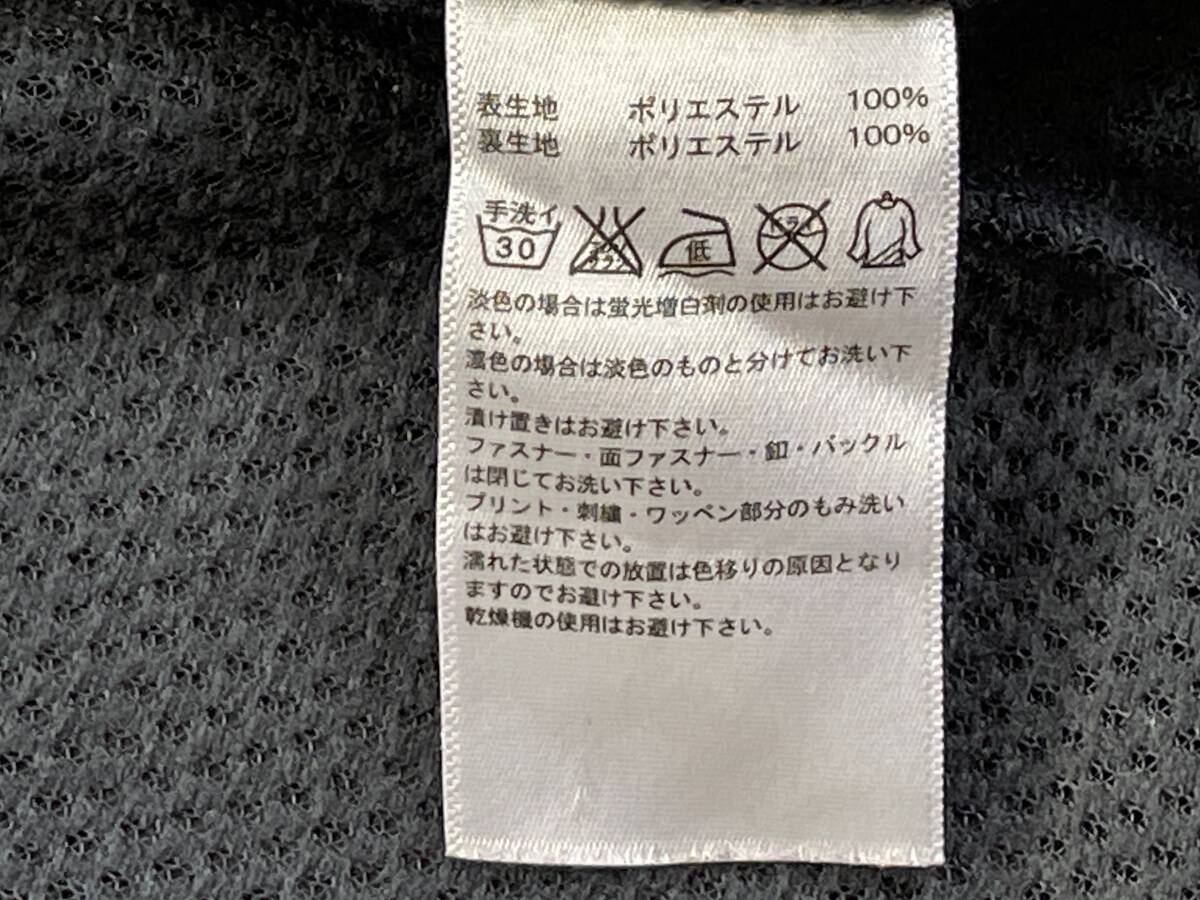 表生地 ポリエステル 100%
裏生地 ポリエステル 100%
手洗イ
30
低
ドライ
淡色の場合は蛍光増白剤の使用はお避け下
さい。
濃色の場合は淡色のものと分けてお洗い下
さい。
漬け置きはお避け下さい。
ファスナー・面ファスナー・釦・バックル
は閉じてお洗い下さい。
プリント・刺繍・ワッペン部分のもみ洗い
はお避け下さい。
濡れた状態での放置は色移りの原因となり
ますのでお避け下さい。
乾燥機の使用はお避け下さい。